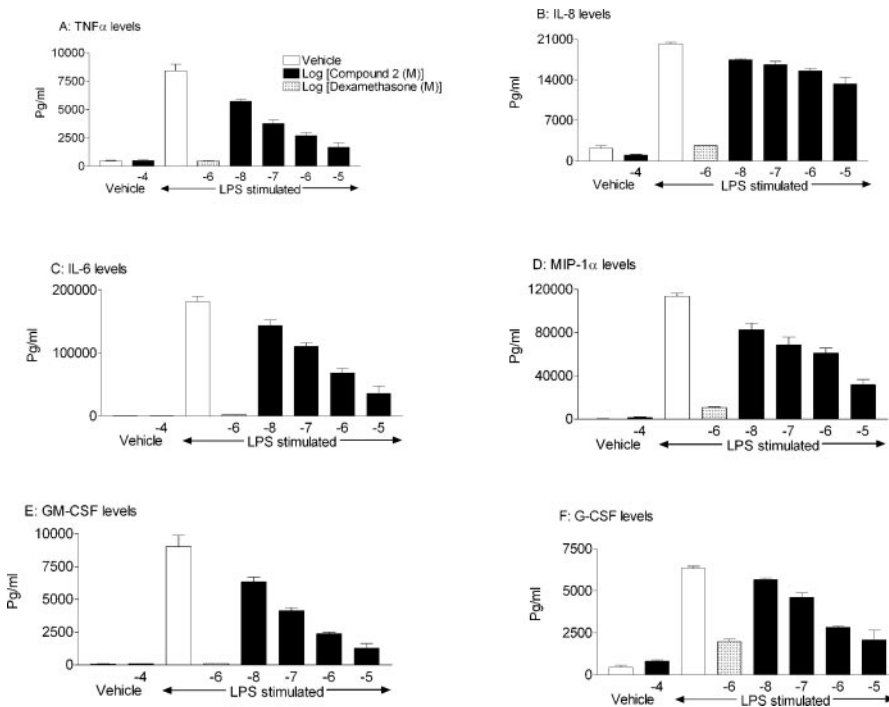 A: TNFα levels
10000
7500
5000
2500
0
Pg/ml
Vehicle
Log [Compound 2 (M)]
Log [Dexamethasone (M)]
-4 -6 -8 -7 -6 -5
Vehicle LPS stimulated
B: IL-8 levels
21000
14000
7000
0
Pg/ml
-4 -6 -8 -7 -6 -5
Vehicle LPS stimulated
C: IL-6 levels
200000
100000
0
Pg/ml
-4 -6 -8 -7 -6 -5
Vehicle LPS stimulated
D: MIP-1α levels
120000
80000
40000
0
Pg/ml
-4 -6 -8 -7 -6 -5
Vehicle LPS stimulated
E: GM-CSF levels
10000
7500
5000
2500
0
Pg/ml
-4 -6 -8 -7 -6 -5
Vehicle LPS stimulated
F: G-CSF levels
7500
5000
2500
0
Pg/ml
-4 -6 -8 -7 -6 -5
Vehicle LPS stimulated